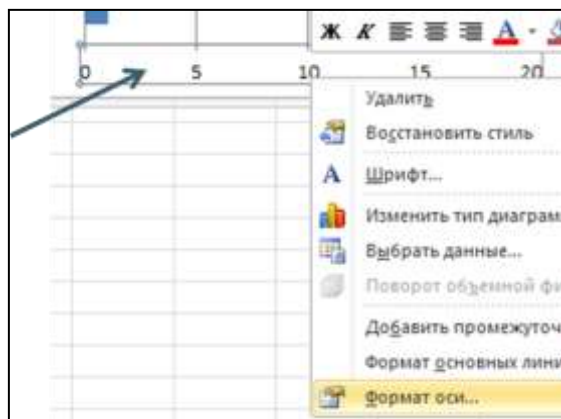 Ж К А
0 5 10 15 20
Удалить
Восстановить стиль
А Шрифт...
Изменить тип диаграм
Выбрать данные...
Поворот объемной фи
Добавить промежуточ
Формат основных лини
Формат оси...